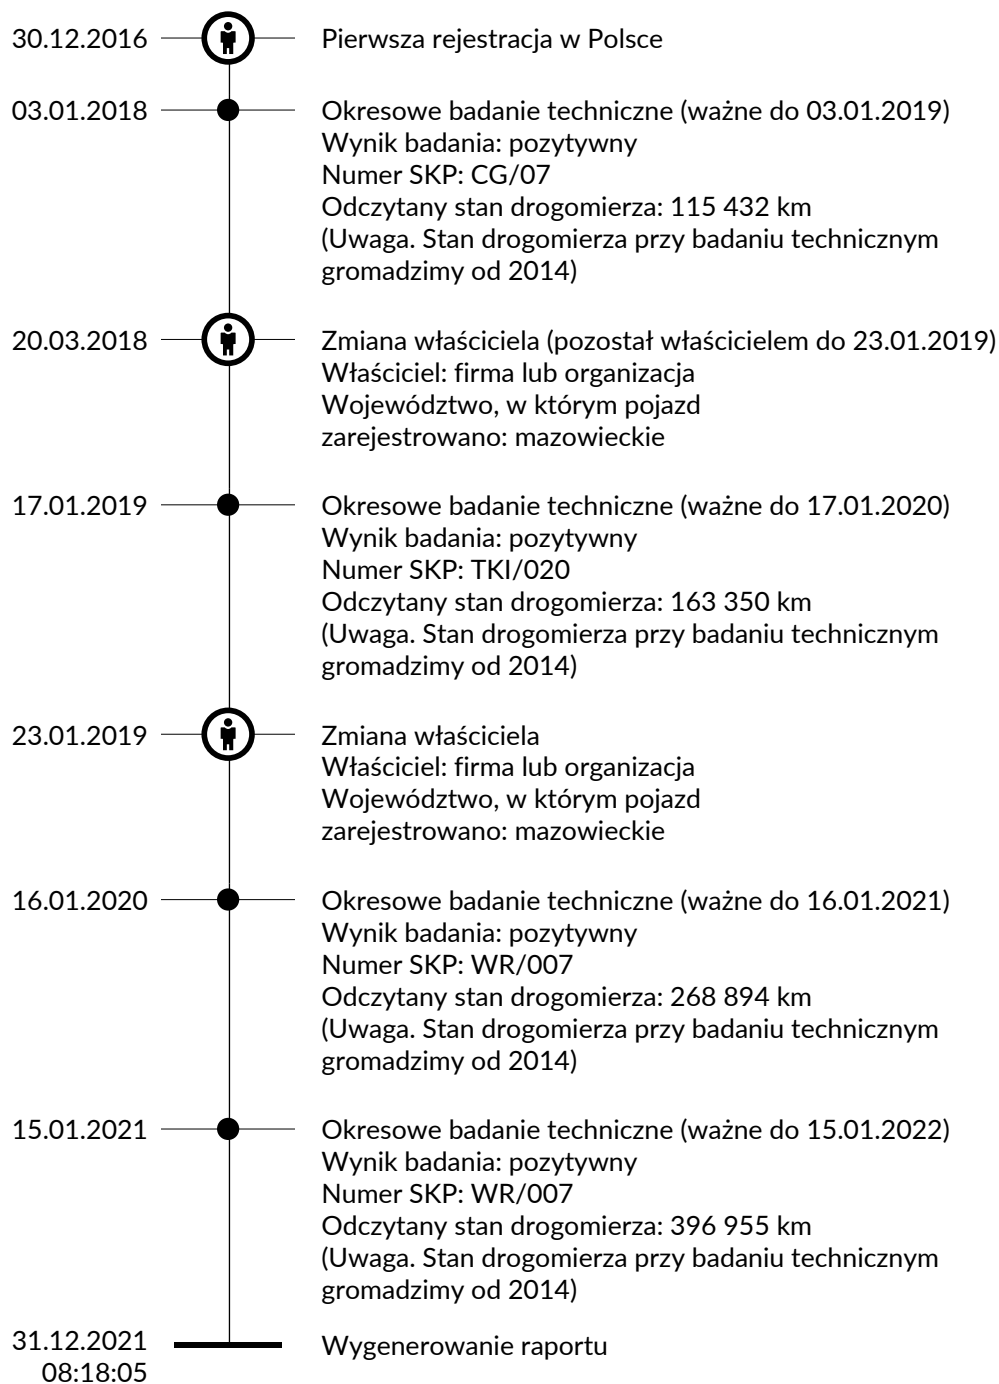 30.12.2016 Pierwsza rejestracja w Polsce
03.01.2018 Okresowe badanie techniczne (ważne do 03.01.2019)
Wynik badania: pozytywny
Numer SKP: CG/07
Odczytany stan drogomierza: 115 432 km
(Uwaga. Stan drogomierza przy badaniu technicznym
gromadzimy od 2014)
20.03.2018 Zmiana właściciela (pozostał właścicielem do 23.01.2019)
Właściciel: firma lub organizacja
Województwo, w którym pojazd
zarejestrowano: mazowieckie
17.01.2019 Okresowe badanie techniczne (ważne do 17.01.2020)
Wynik badania: pozytywny
Numer SKP: TKI/020
Odczytany stan drogomierza: 163 350 km
(Uwaga. Stan drogomierza przy badaniu technicznym
gromadzimy od 2014)
23.01.2019 Zmiana właściciela
Właściciel: firma lub organizacja
Województwo, w którym pojazd
zarejestrowano: mazowieckie
16.01.2020 Okresowe badanie techniczne (ważne do 16.01.2021)
Wynik badania: pozytywny
Numer SKP: WR/007
Odczytany stan drogomierza: 268 894 km
(Uwaga. Stan drogomierza przy badaniu technicznym
gromadzimy od 2014)
15.01.2021 Okresowe badanie techniczne (ważne do 15.01.2022)
Wynik badania: pozytywny
Numer SKP: WR/007
Odczytany stan drogomierza: 396 955 km
(Uwaga. Stan drogomierza przy badaniu technicznym
gromadzimy od 2014)
31.12.2021 Wygenerowanie raportu
08:18:05